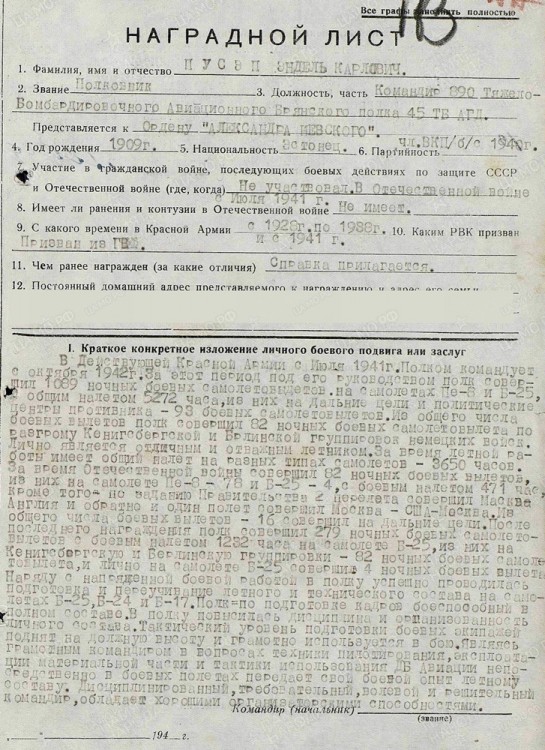 Все графы заполнить полностью
НАГРАДНОЙ ЛИСТ
1. Фамилия, имя и отчество ПУСЭП ЭНДЕЛЬ КАРЛОВИЧ.
2. Звание Полковник 3. Должность, часть Командир 890 Тяжело-
Бомбардировочного Авиационного Брянского полка 45 ТБ АДД.
Представляется к Ордену "АЛЕКСАНДРА НЕВСКОГО".
4. Год рождения 1909г. 5. Национальность Эстонец. 6. Партийность чл.ВКП/б/с 1940г.
7. Участие в гражданской войне, последующих боевых действиях по защите СССР
и Отечественной войне (где, когда) Не участвовал. В Отечественной войне
с Июля 1941 г.
8. Имеет ли ранения и контузии в Отечественной войне Не имеет.
9. С какого времени в Красной Армии с 1929г. по 1938г. 10. Каким РВК призван
и с 1941 г.
Призван из
11. Чем ранее награжден (за какие отличия) Справка прилагается.
12. Постоянный домашний адрес представляемого к награждению и адрес его семьи
I. Краткое конкретное изложение личного боевого подвига или заслуг
В Действующей Красной Армии с Июля 1941г. Полком командует
с октября 1942г. За этот период под его руководством полк совер-
шил 1089 ночных боевых самолетовылетов. на самолетах Пе-8 и Б-25,
с общим налетом 5272 часа, из них на дальние цели и политические
центры противника - 93 боевых самолетовылетов. Из общего числа
боевых вылетов полк совершил 82 ночных боевых самолетовылета по
разгрому Кенигсбергской и Берлинской группировок немецких войск.
Лично является отличным и отважным летчиком. За время летной ра-
боты имеет общий налет на разных типах самолетов - 3650 часов.
За время Отечественной войны совершил 82 ночных боевых вылетов,
из них на самолете Пе-8 - 78 и Б-25 - 4, с боевым налетом 471 час,
кроме того- по заданию Правительства 2 перелета совершил Москва
Англия и обратно и один полет совершил Москва - США-Москва. Из
общего числа боевых вылетов - 16 совершил на дальние цели. После
последнего награждения полк совершил 279 ночных боевых самолето-
вылетов с боевым налетом 1282 часа на самолете Б-25, из них на
Кенигсбергскую и Берлинскую группировки - 82 ночных боевых самоле-
товылета, и лично на самолете Б-25 совершил 4 ночных боевых вылета
Наряду с напряженной боевой работой в полку успешно проводилась
подготовка и переучивание летного и технического состава на само-
летах Б-25, Б-24 и Б-17. Полк по подготовке кадров боеспособный в
полном составе. В полку повысилась дисциплина и организованность
личного состава. Тактический уровень подготовки боевых экипажей
поднят на должную высоту и грамотно используется в бою. Являясь
грамотным командиром в вопросах техники пилотирования, эксплоата-
ции материальной части и тактики использования ДБ Авиации непо-
средственно в боевых полетах передает свой боевой опыт летному
составу. Дисциплинированный, требовательный, волевой и решительный
командир, обладает хорошими организаторскими способностями.
Командир (начальник)
(звание)
194 г.